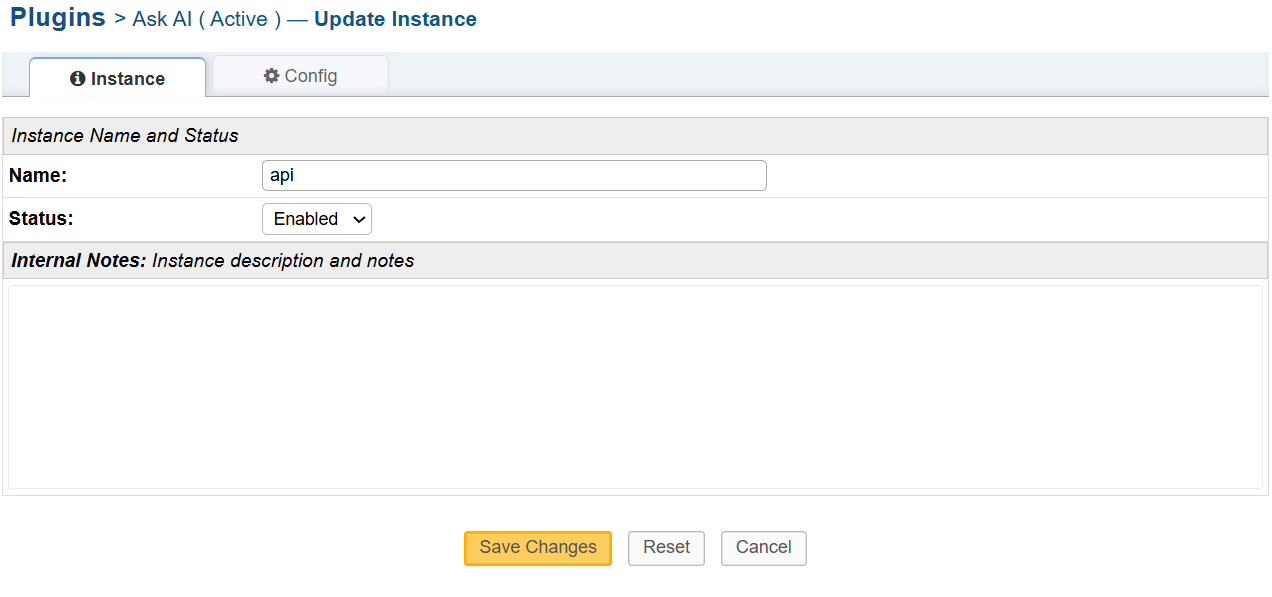 Plugins > Ask AI ( Active ) — Update Instance
Instance Config
Instance Name and Status
Name: api
Status: Enabled
Internal Notes: Instance description and notes
Save Changes Reset Cancel